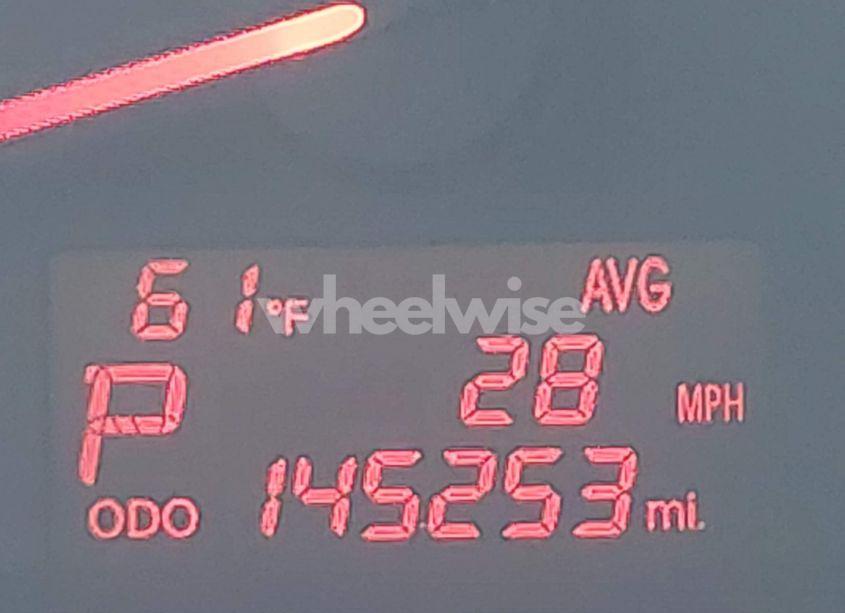 61°F AVG
wheelwise
P 28 MPH
ODO 145253 mi.